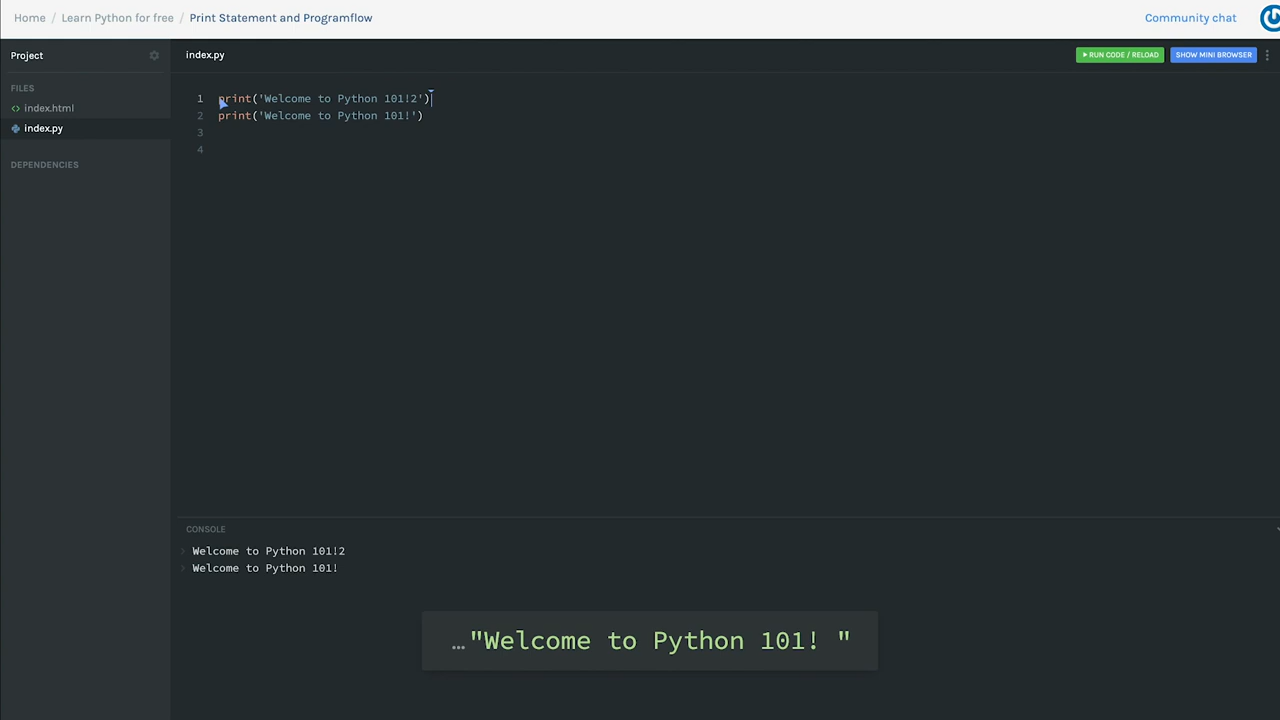 Home / Learn Python for free / Print Statement and Programflow
Community chat
Project
index.py
RUN CODE / RELOAD
SHOW MINI BROWSER
FILES
<> index.html
index.py
DEPENDENCIES
1 print('Welcome to Python 101!2')
2 print('Welcome to Python 101!')
3
4
CONSOLE
> Welcome to Python 101!2
> Welcome to Python 101!
…"Welcome to Python 101! "